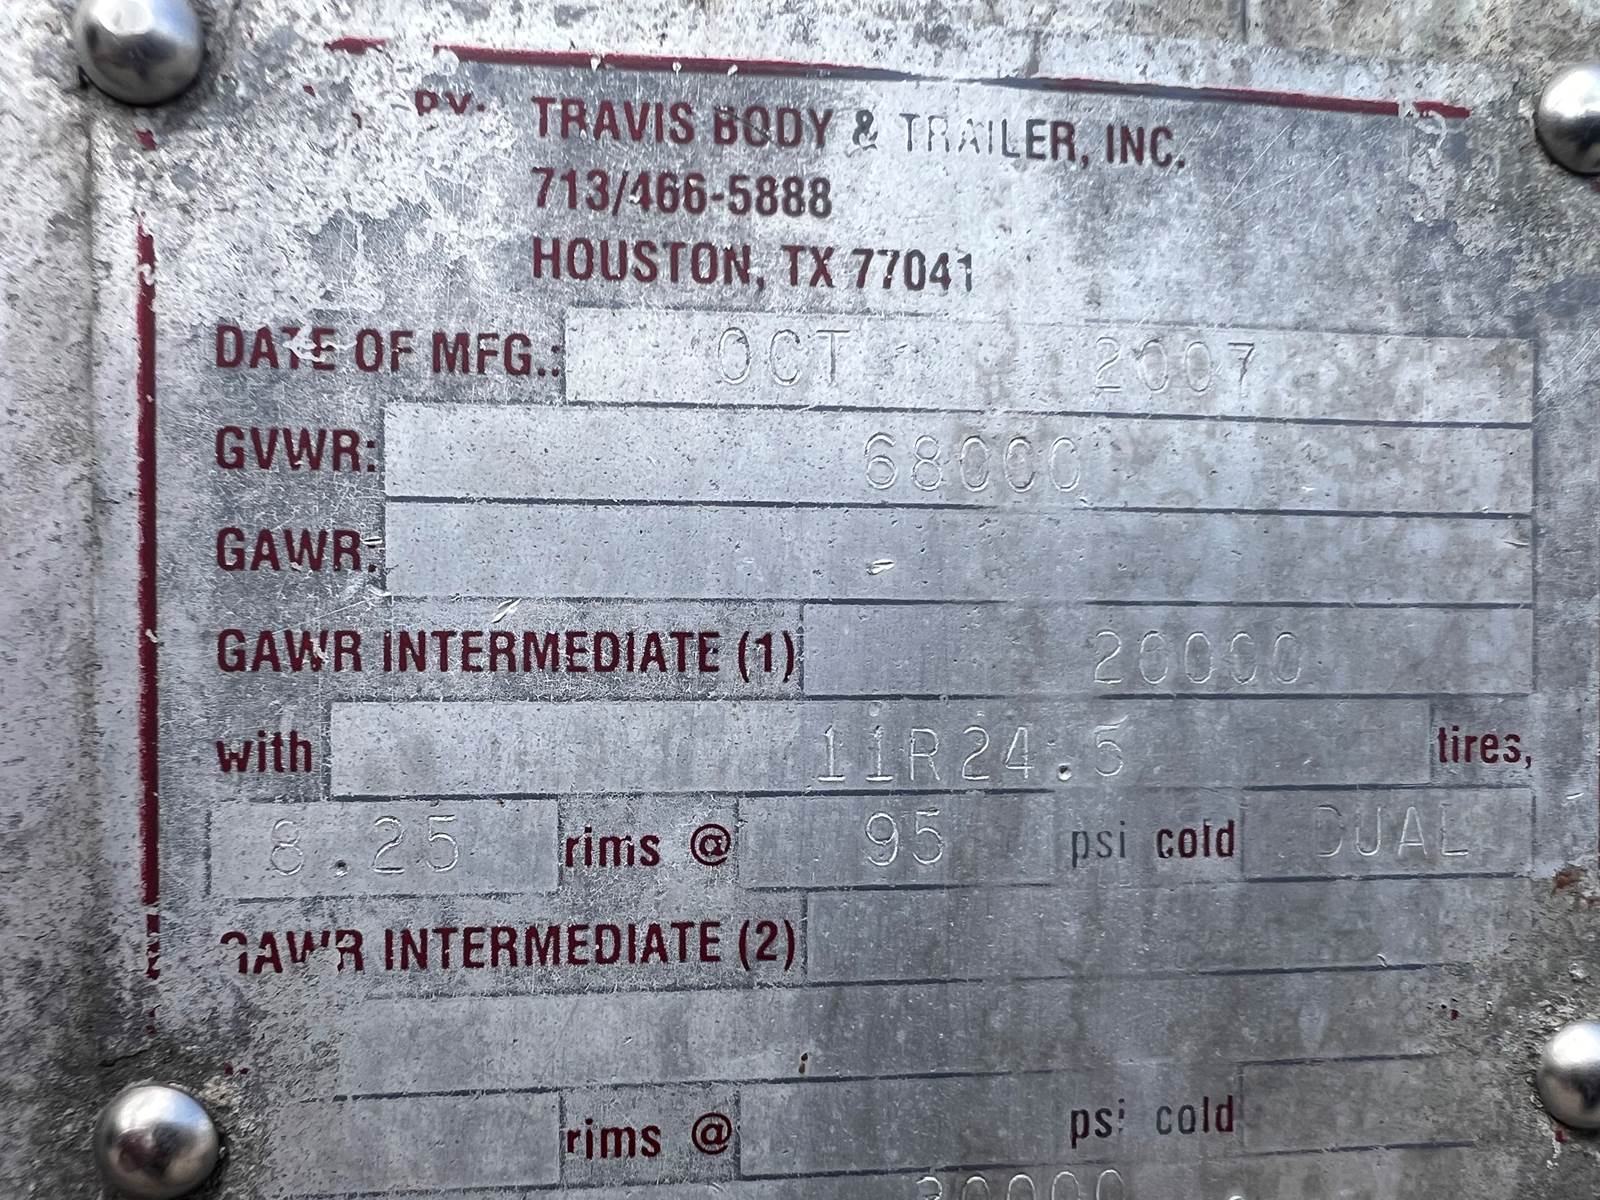 BY: TRAVIS BODY & TRAILER, INC.
713/466-5888
HOUSTON, TX 77041
DATE OF MFG.: OCT 2007
GVWR: 68000
GAWR:
GAWR INTERMEDIATE (1) 20000
with 11R24.5 tires,
8.25 rims @ 95 psi cold DUAL
GAWR INTERMEDIATE (2)
rims @ psi cold